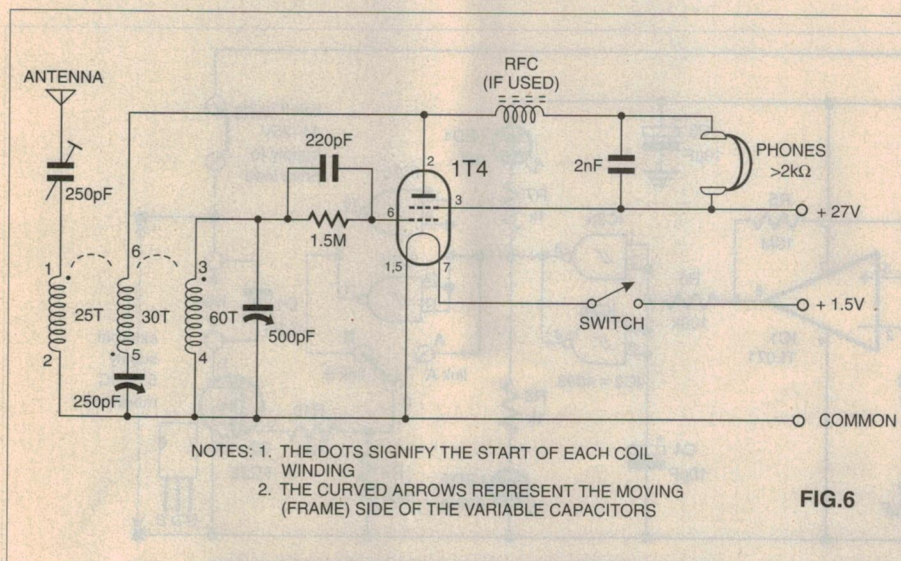 ANTENNA
250pF
1
25T
2
6
30T
5
250pF
3
60T
4
500pF
220pF
1.5M
RFC
(IF USED)
2
1T4
3
6
1,5
7
2nF
PHONES
>2kΩ
+ 27V
SWITCH
+ 1.5V
COMMON
NOTES: 1. THE DOTS SIGNIFY THE START OF EACH COIL
WINDING
2. THE CURVED ARROWS REPRESENT THE MOVING
(FRAME) SIDE OF THE VARIABLE CAPACITORS
FIG.6